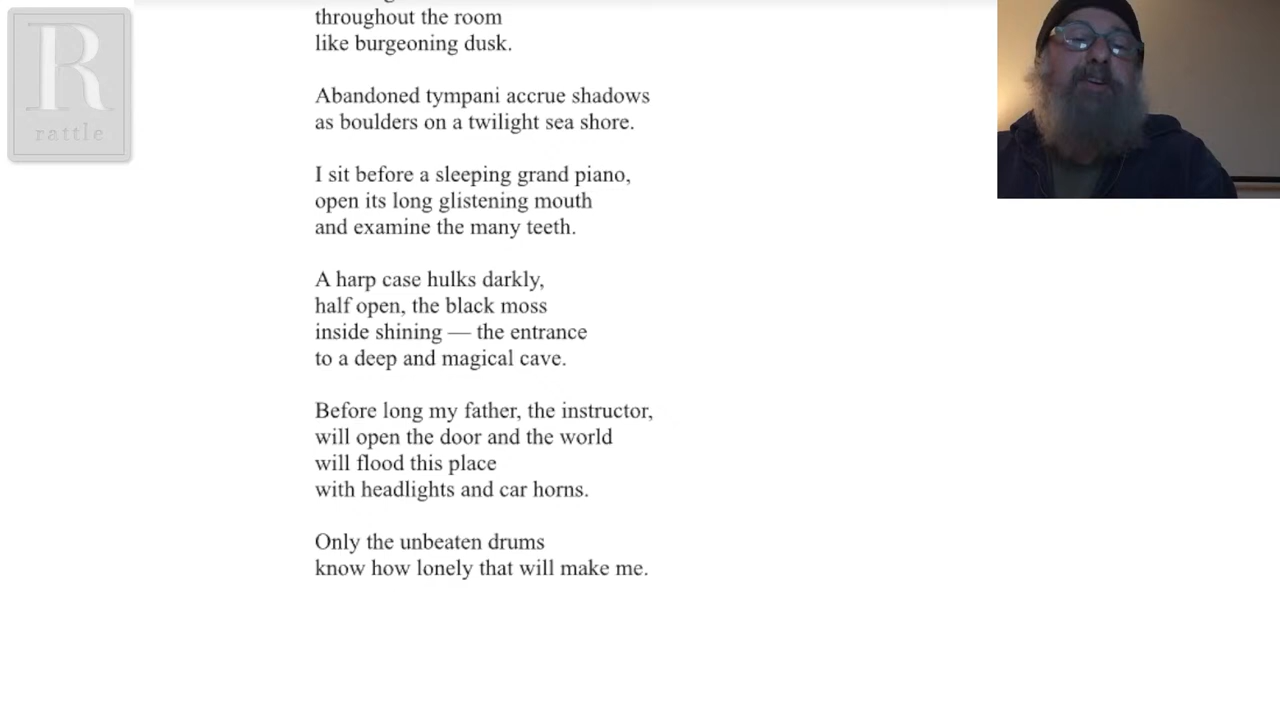 R
rattle
throughout the room
like burgeoning dusk.
Abandoned tympani accrue shadows
as boulders on a twilight sea shore.
I sit before a sleeping grand piano,
open its long glistening mouth
and examine the many teeth.
A harp case hulks darkly,
half open, the black moss
inside shining — the entrance
to a deep and magical cave.
Before long my father, the instructor,
will open the door and the world
will flood this place
with headlights and car horns.
Only the unbeaten drums
know how lonely that will make me.